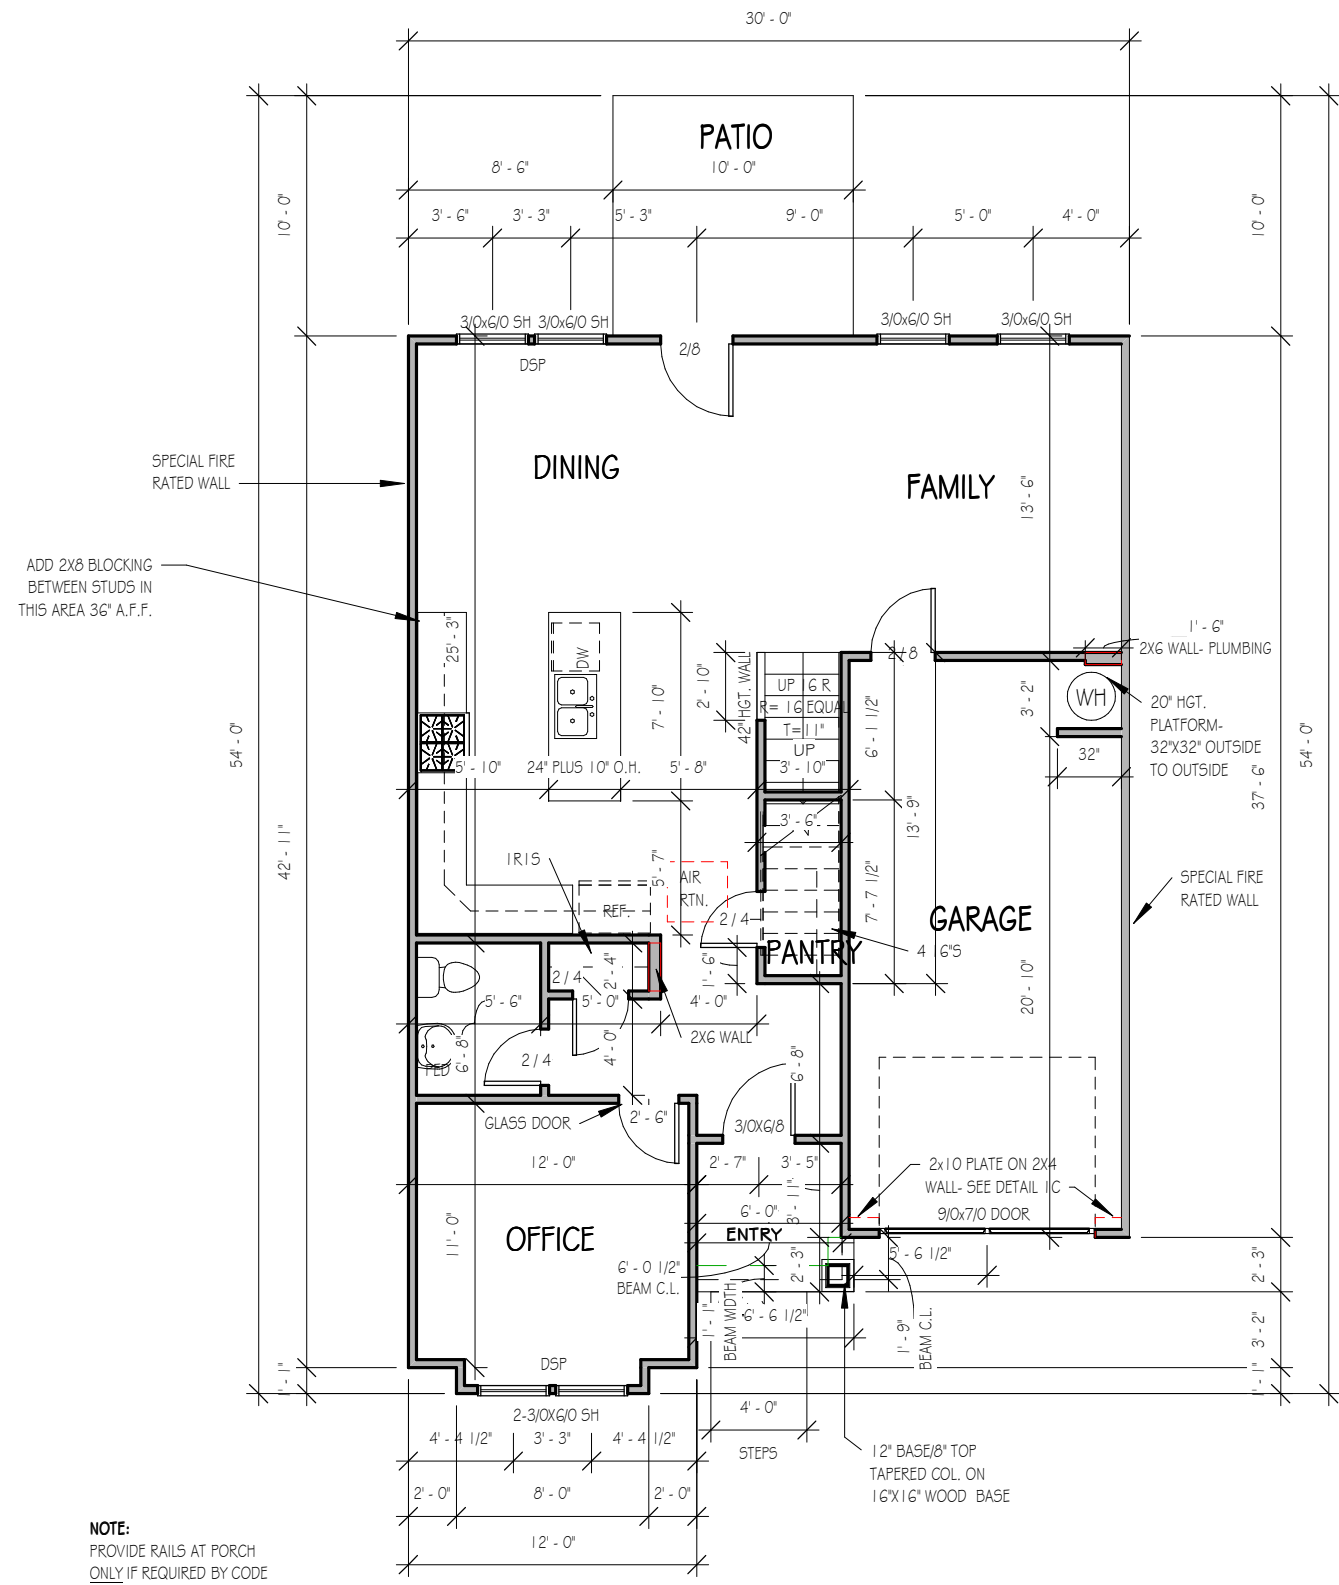 30' - 0"
PATIO
8' - 6"
10' - 0"
3' - 6"
3' - 3"
5' - 3"
9' - 0"
5' - 0"
4' - 0"
10' - 0"
10' - 0"
3/0x6/0 SH
3/0x6/0 SH
3/0x6/0 SH
3/0x6/0 SH
DSP
2/8
DINING
FAMILY
SPECIAL FIRE
RATED WALL
13' - 6"
ADD 2X8 BLOCKING
BETWEEN STUDS IN
THIS AREA 36" A.F.F.
25' - 3"
DW
7' - 10"
2' - 10"
42" HGT. WALL
UP 16 R
R= 16 EQUAL
T=11"
UP
2/8
6' - 1 1/2"
3' - 2"
WH
1' - 6"
2X6 WALL- PLUMBING
20" HGT.
PLATFORM-
32"X32" OUTSIDE
TO OUTSIDE
32"
54' - 0"
54' - 0"
37' - 6"
42' - 11"
5' - 10"
24" PLUS 10" O.H.
5' - 8"
3' - 10"
3' - 6"
13' - 9"
7' - 7 1/2"
1R1S
5' - 7"
AIR
RTN.
REF.
2 / 4
GARAGE
PANTRY
4 16"S
SPECIAL FIRE
RATED WALL
2 / 4
2' - 4"
1' - 6"
5' - 6"
5' - 0"
4' - 0"
20' - 10"
2X6 WALL
PED
6' - 8"
2 / 4
4' - 0"
6' - 8"
GLASS DOOR
2' - 6"
3/0X6/8
12' - 0"
2' - 7"
3' - 5"
2x10 PLATE ON 2X4
WALL- SEE DETAIL 1C
9/0x7/0 DOOR
3' - 11"
6' - 0"
ENTRY
OFFICE
11' - 0"
5' - 6 1/2"
2' - 3"
2' - 3"
6' - 0 1/2"
BEAM C.L.
6' - 6 1/2"
1' - 1"
BEAM WIDTH
1' - 9"
BEAM C.L.
3' - 2"
1' - 1"
1' - 1"
DSP
2-3/0X6/0 SH
4' - 4 1/2"
3' - 3"
4' - 4 1/2"
4' - 0"
STEPS
12" BASE/8" TOP
TAPERED COL. ON
16"X16" WOOD BASE
2' - 0"
8' - 0"
2' - 0"
12' - 0"
NOTE:
PROVIDE RAILS AT PORCH
ONLY IF REQUIRED BY CODE